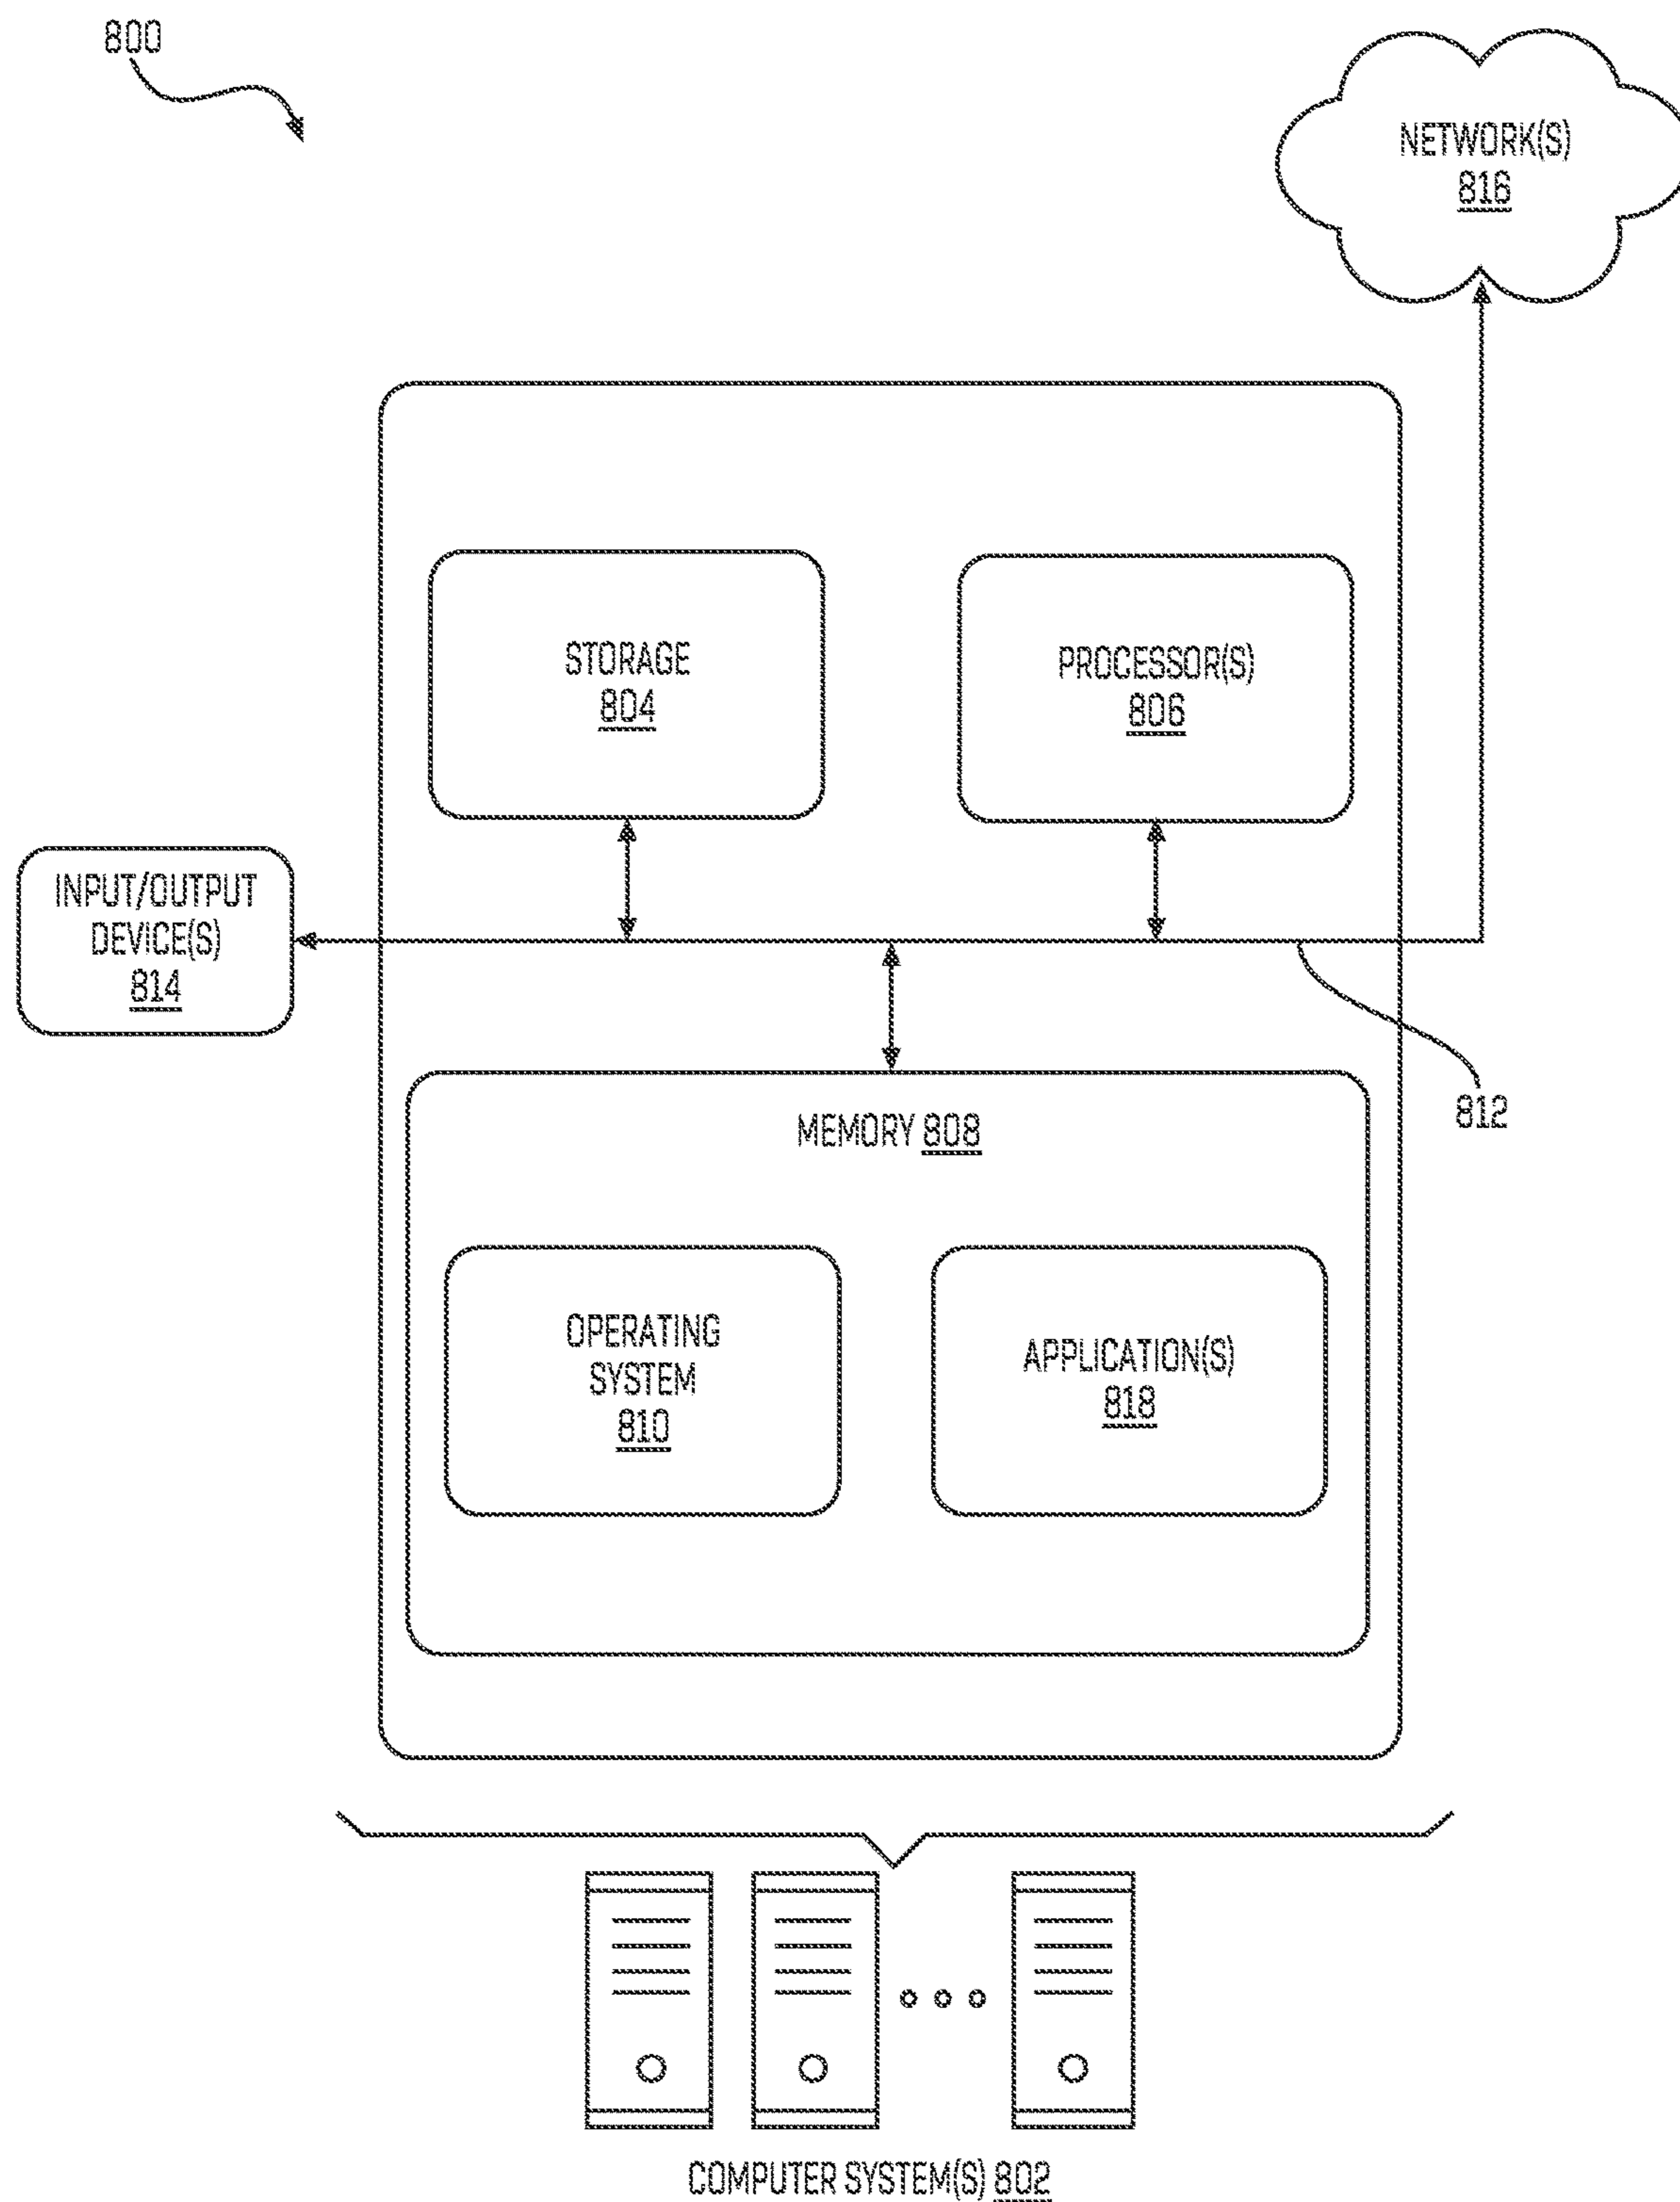 800
NETWORK(S)
816
STORAGE
804
PROCESSOR(S)
806
INPUT/OUTPUT
DEVICE(S)
814
812
MEMORY 808
OPERATING
SYSTEM
810
APPLICATION(S)
818
COMPUTER SYSTEM(S) 802